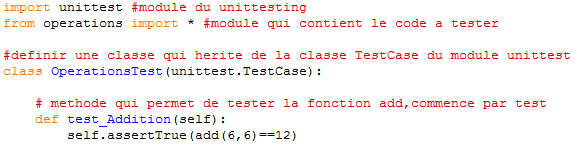 import unittest #module du unittesting
from operations import * #module qui contient le code a tester
#definir une classe qui herite de la classe TestCase du module unittest
class OperationsTest(unittest.TestCase):
# methode qui permet de tester la fonction add,commence par test
def test_Addition(self):
self.assertTrue(add(6,6)==12)